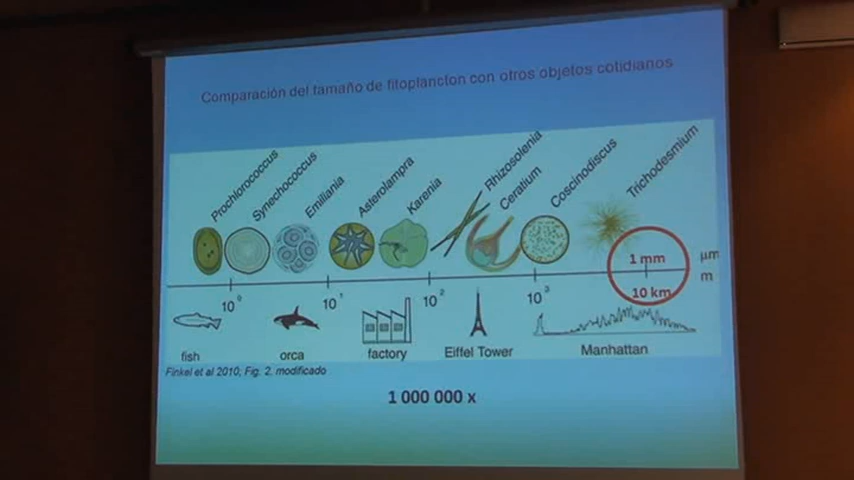 Comparación del tamaño de fitoplancton con otros objetos cotidianos
Prochlorococcus
Synechococcus
Emiliania
Asterolampra
Karenia
Rhizosolenia
Ceratium
Coscinodiscus
Trichodesmium
1 mm
µm
m
10⁰
10¹
10²
10³
10 km
fish
orca
factory
Eiffel Tower
Manhattan
Finkel et al 2010; Fig. 2. modificado
1 000 000 x